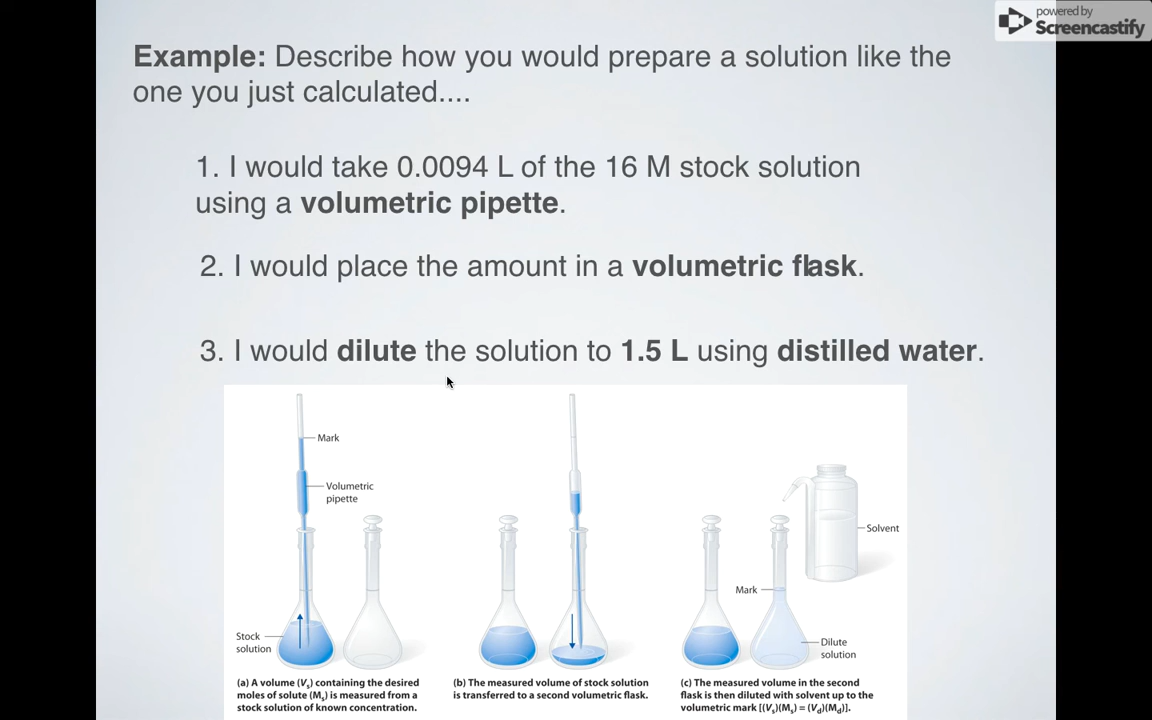 powered by
Screencastify
Example: Describe how you would prepare a solution like the
one you just calculated....
1. I would take 0.0094 L of the 16 M stock solution
using a volumetric pipette.
2. I would place the amount in a volumetric flask.
3. I would dilute the solution to 1.5 L using distilled water.
Mark
Volumetric
pipette
Stock
solution
Solvent
Mark
Dilute
solution
(a) A volume (Vs) containing the desired
moles of solute (Ms) is measured from a
stock solution of known concentration.
(b) The measured volume of stock solution
is transferred to a second volumetric flask.
(c) The measured volume in the second
flask is then diluted with solvent up to the
volumetric mark [(Vs)(Ms) = (Vd)(Md)].